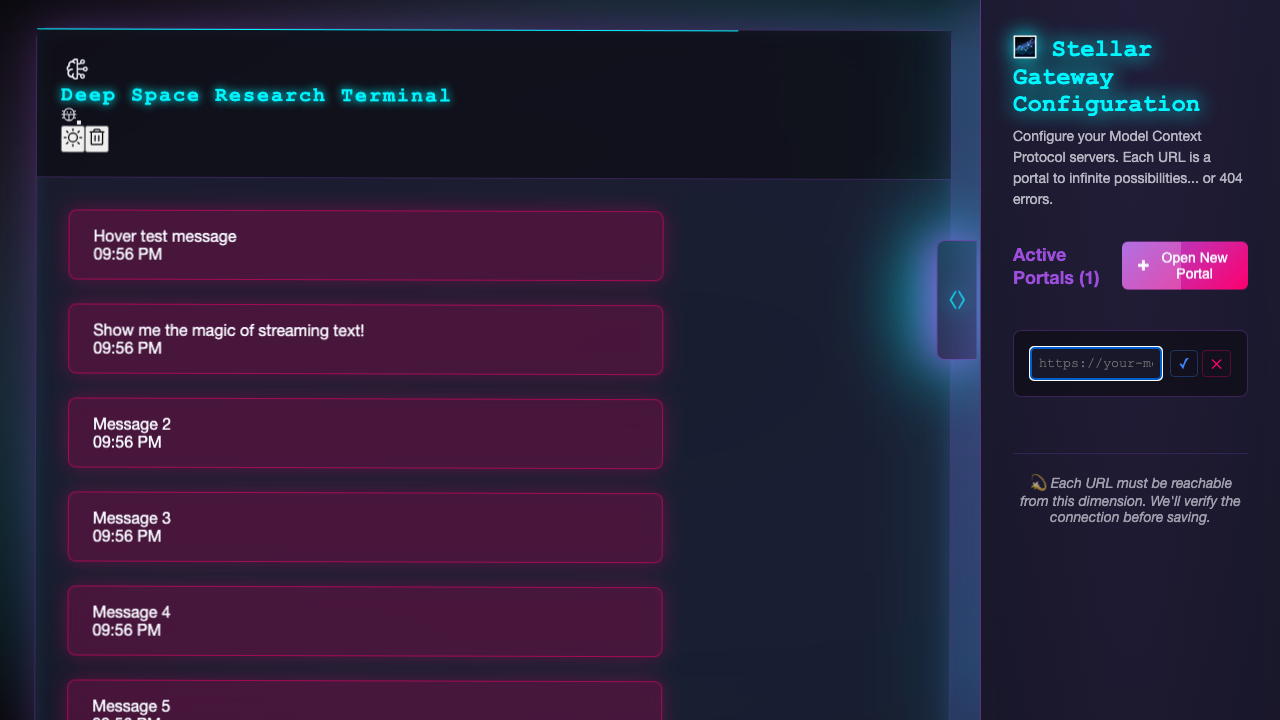 Deep Space Research Terminal
Hover test message
09:56 PM
Show me the magic of streaming text!
09:56 PM
Message 2
09:56 PM
Message 3
09:56 PM
Message 4
09:56 PM
Message 5
09:56 PM
Stellar
Gateway
Configuration
Configure your Model Context
Protocol servers. Each URL is a
portal to infinite possibilities... or 404
errors.
Active
Portals (1)
Open New
Portal
https://your-m
Each URL must be reachable
from this dimension. We'll verify the
connection before saving.